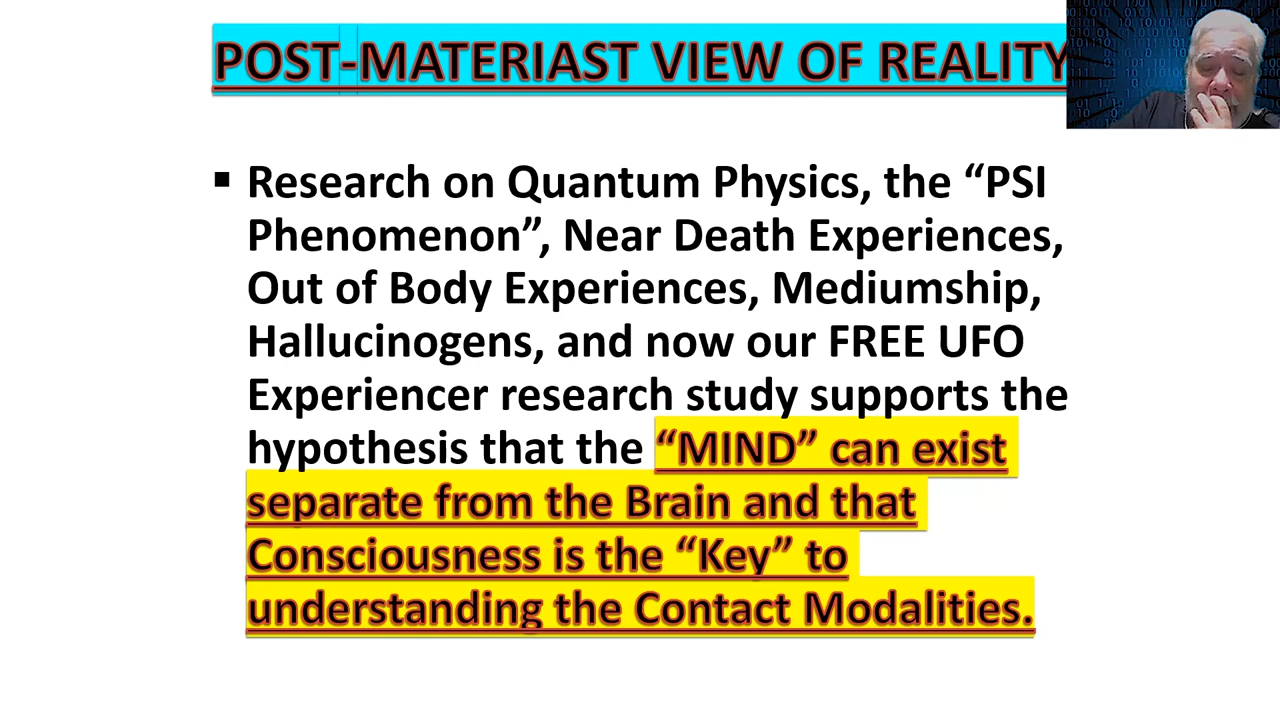 POST-MATERIAST VIEW OF REALITY
▪ Research on Quantum Physics, the “PSI
Phenomenon”, Near Death Experiences,
Out of Body Experiences, Mediumship,
Hallucinogens, and now our FREE UFO
Experiencer research study supports the
hypothesis that the “MIND” can exist
separate from the Brain and that
Consciousness is the “Key” to
understanding the Contact Modalities.